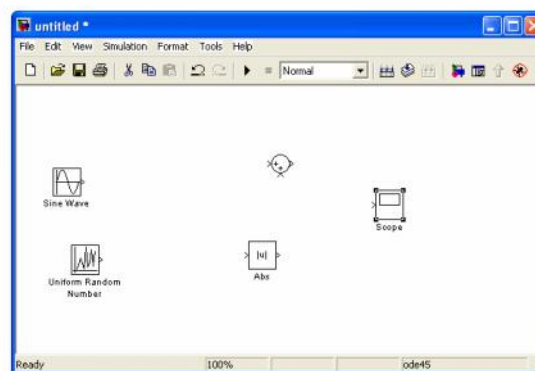 untitled *
File Edit View Simulation Format Tools Help
Normal
Sine Wave
Scope
|u|
Abs
Uniform Random
Number
Ready 100% ode45